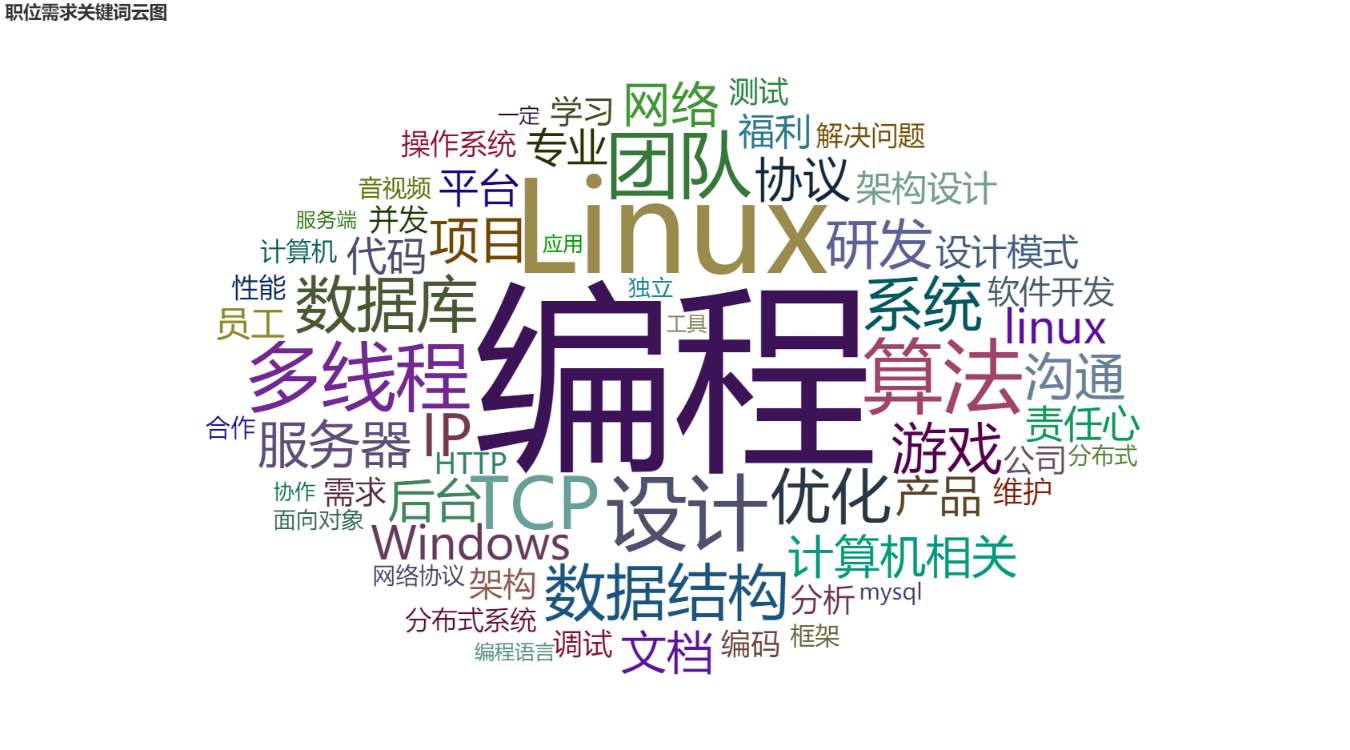 职位需求关键词云图
测试
网络
学习
一定
福利
解决问题
专业
操作系统
团队
协议
架构设计
平台
音视频
Linux
服务端
并发
项目
研发
设计模式
应用
计算机
代码
性能
独立
软件开发
数据库
系统
员工
工具
linux
编程
多线程
算法
沟通
合作
责任心
IP
服务器
游戏
公司
分布式
HTTP
协作
需求
后台
TCP
设计
优化
产品
维护
面向对象
Windows
计算机相关
网络协议
架构
数据结构
分析
mysql
分布式系统
编程语言
调试
文档
编码
框架